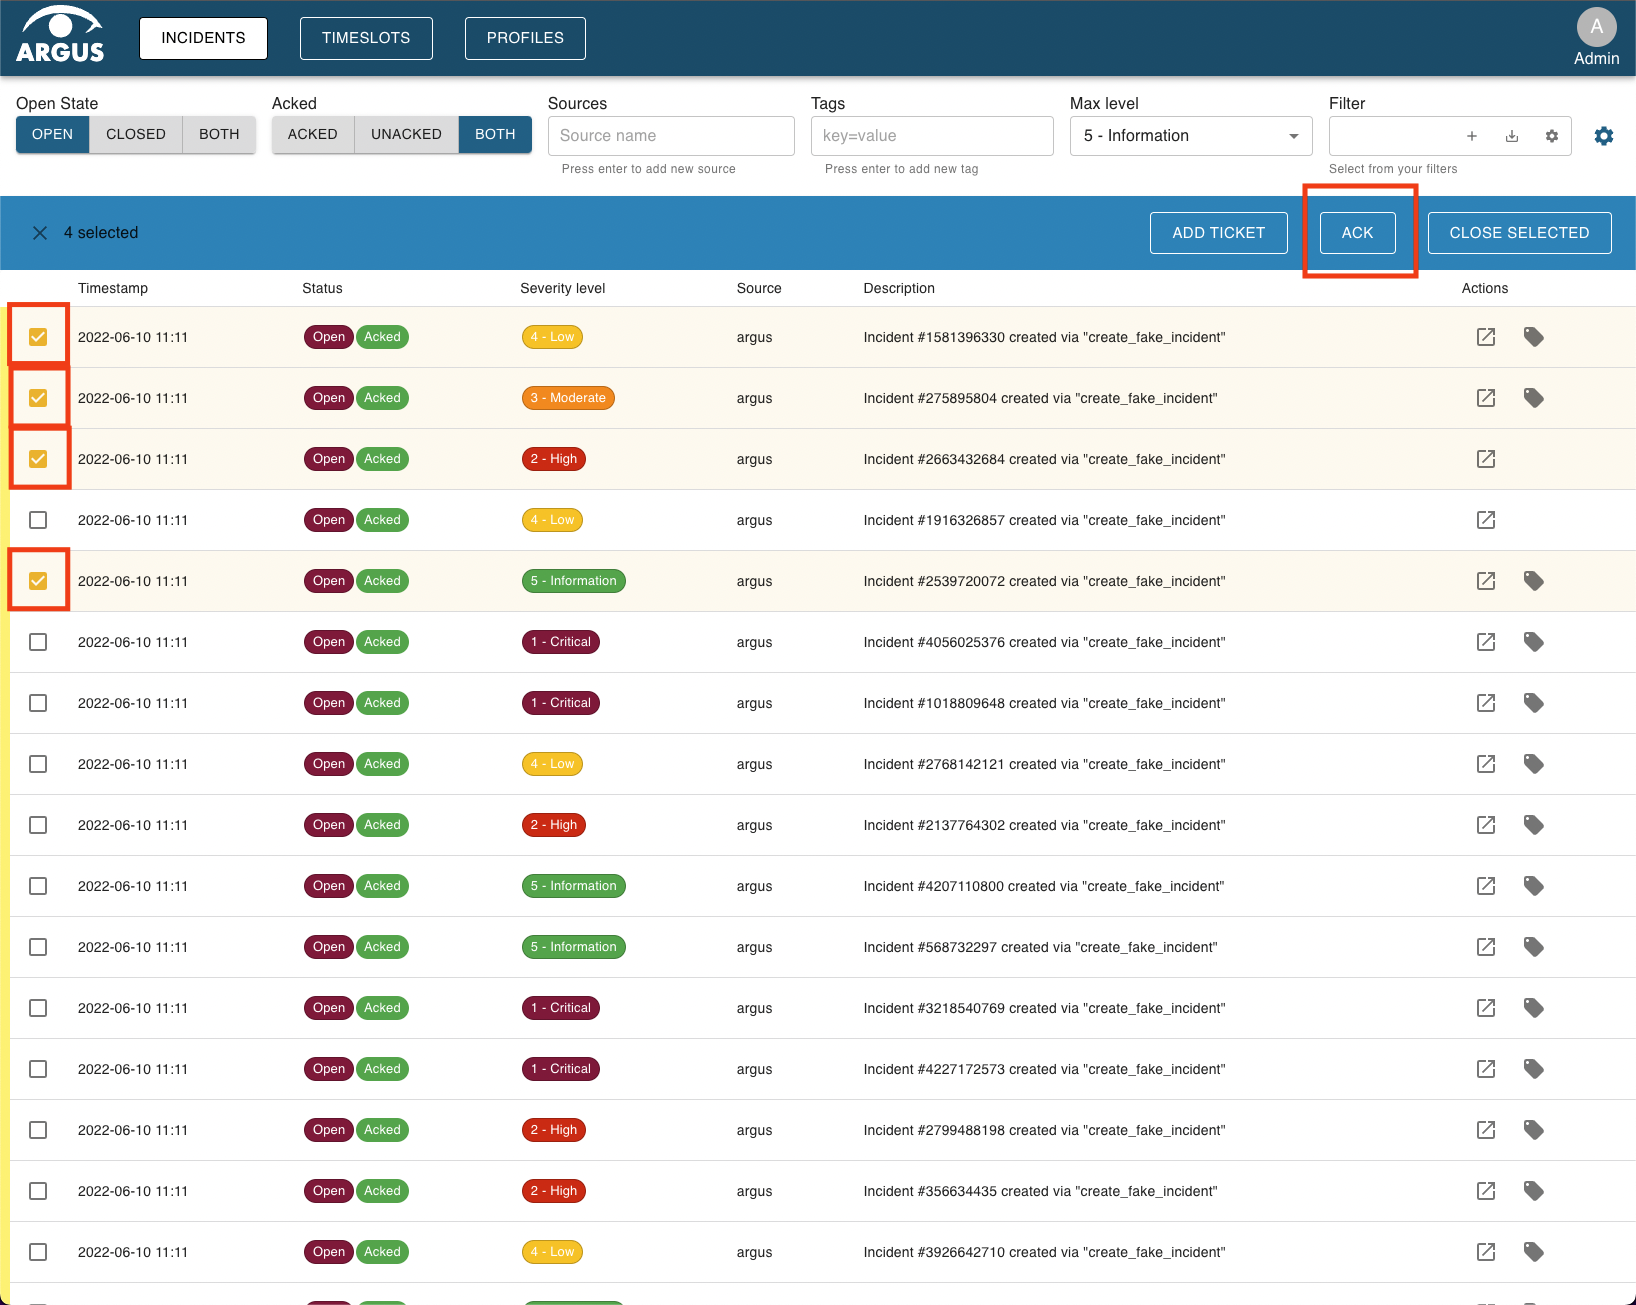 ARGUS INCIDENTS TIMESLOTS PROFILES A
Admin
Open State Acked Sources Tags Max level Filter
OPEN CLOSED BOTH ACKED UNACKED BOTH Source name key=value 5 - Information
Press enter to add new source Press enter to add new tag Select from your filters
4 selected ADD TICKET ACK CLOSE SELECTED
Timestamp Status Severity level Source Description Actions
2022-06-10 11:11 Open Acked 4 - Low argus Incident #1581396330 created via "create_fake_incident"
2022-06-10 11:11 Open Acked 3 - Moderate argus Incident #275895804 created via "create_fake_incident"
2022-06-10 11:11 Open Acked 2 - High argus Incident #2663432684 created via "create_fake_incident"
2022-06-10 11:11 Open Acked 4 - Low argus Incident #1916326857 created via "create_fake_incident"
2022-06-10 11:11 Open Acked 5 - Information argus Incident #2539720072 created via "create_fake_incident"
2022-06-10 11:11 Open Acked 1 - Critical argus Incident #4056025376 created via "create_fake_incident"
2022-06-10 11:11 Open Acked 1 - Critical argus Incident #1018809648 created via "create_fake_incident"
2022-06-10 11:11 Open Acked 4 - Low argus Incident #2768142121 created via "create_fake_incident"
2022-06-10 11:11 Open Acked 2 - High argus Incident #2137764302 created via "create_fake_incident"
2022-06-10 11:11 Open Acked 5 - Information argus Incident #4207110800 created via "create_fake_incident"
2022-06-10 11:11 Open Acked 5 - Information argus Incident #568732297 created via "create_fake_incident"
2022-06-10 11:11 Open Acked 1 - Critical argus Incident #3218540769 created via "create_fake_incident"
2022-06-10 11:11 Open Acked 1 - Critical argus Incident #4227172573 created via "create_fake_incident"
2022-06-10 11:11 Open Acked 2 - High argus Incident #2799488198 created via "create_fake_incident"
2022-06-10 11:11 Open Acked 2 - High argus Incident #356634435 created via "create_fake_incident"
2022-06-10 11:11 Open Acked 4 - Low argus Incident #3926642710 created via "create_fake_incident"